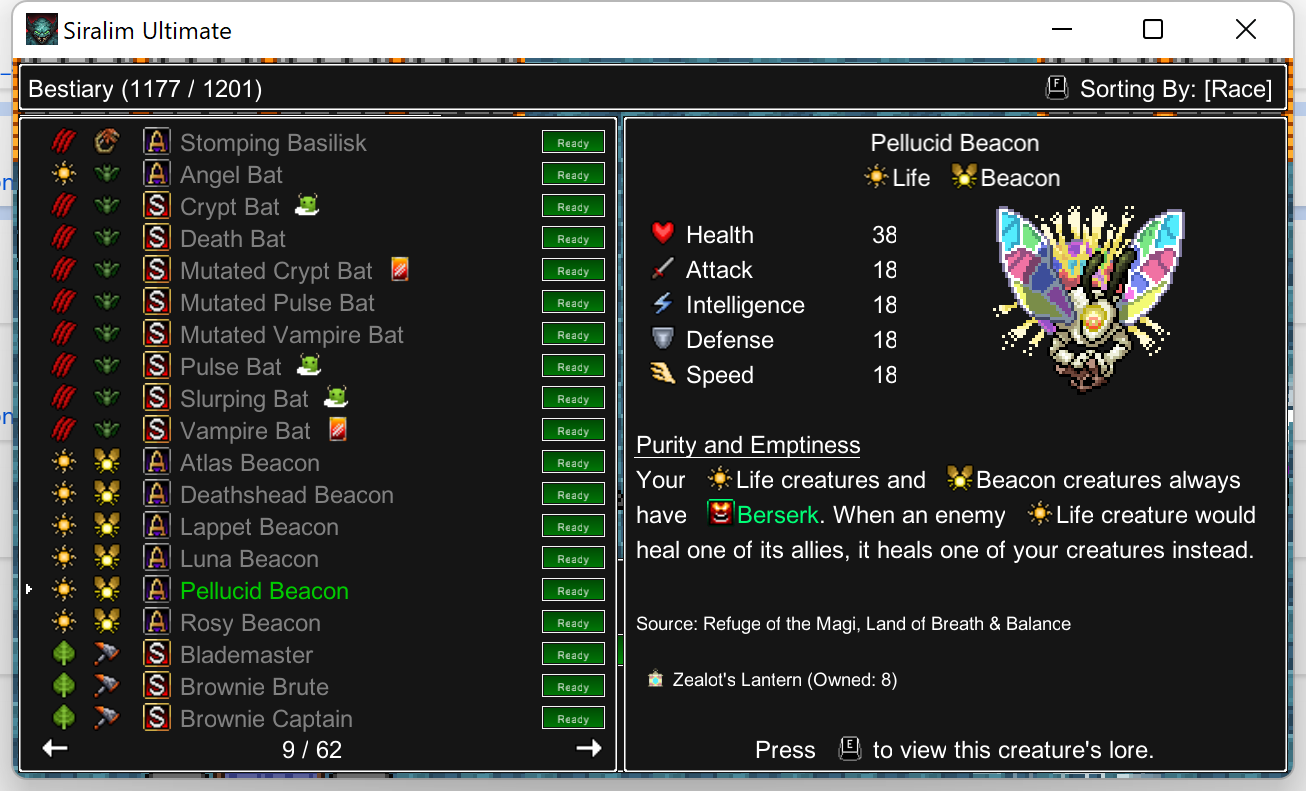 Siralim Ultimate
Bestiary (1177 / 1201)
F Sorting By: [Race]
A Stomping Basilisk Ready
A Angel Bat Ready
S Crypt Bat Ready
S Death Bat Ready
S Mutated Crypt Bat Ready
S Mutated Pulse Bat Ready
S Mutated Vampire Bat Ready
S Pulse Bat Ready
S Slurping Bat Ready
S Vampire Bat Ready
A Atlas Beacon Ready
A Deathshead Beacon Ready
A Lappet Beacon Ready
A Luna Beacon Ready
A Pellucid Beacon Ready
A Rosy Beacon Ready
S Blademaster Ready
S Brownie Brute Ready
S Brownie Captain Ready
9 / 62
Pellucid Beacon
Life Beacon
Health 38
Attack 18
Intelligence 18
Defense 18
Speed 18
Purity and Emptiness
Your Life creatures and Beacon creatures always
have Berserk. When an enemy Life creature would
heal one of its allies, it heals one of your creatures instead.
Source: Refuge of the Magi, Land of Breath & Balance
Zealot's Lantern (Owned: 8)
Press E to view this creature's lore.